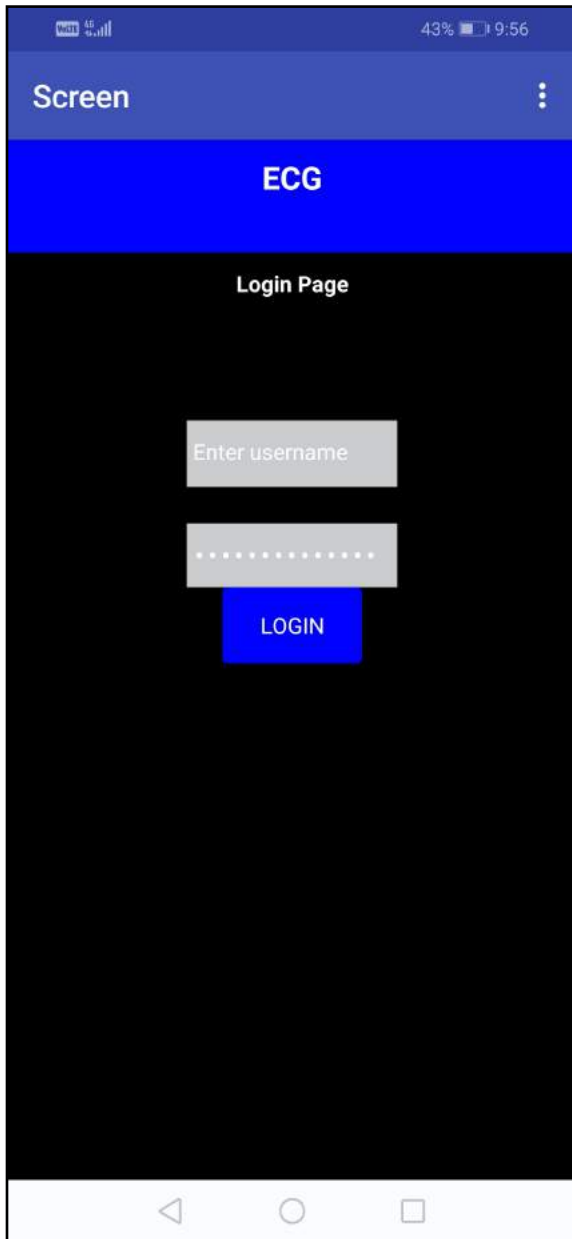 43% 9:56
Screen
ECG
Login Page
Enter username
••••••••••••••
LOGIN